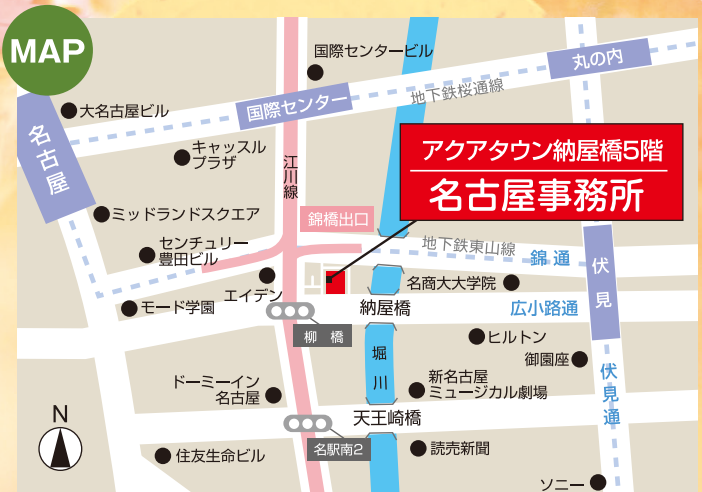 MAP
国際センタービル
丸の内
大名古屋ビル
国際センター
地下鉄桜通線
名古屋
キャッスル
プラザ
江川線
アクアタウン納屋橋5階
名古屋事務所
ミッドランドスクエア
錦橋出口
センチュリー
豊田ビル
地下鉄東山線
錦通
伏見
エイデン
名商大大学院
モード学園
納屋橋
広小路通
柳橋
ヒルトン
堀川
御園座
ドーミーイン
名古屋
新名古屋
ミュージカル劇場
伏見通
天王崎橋
N
名駅南2
読売新聞
住友生命ビル
ソニー